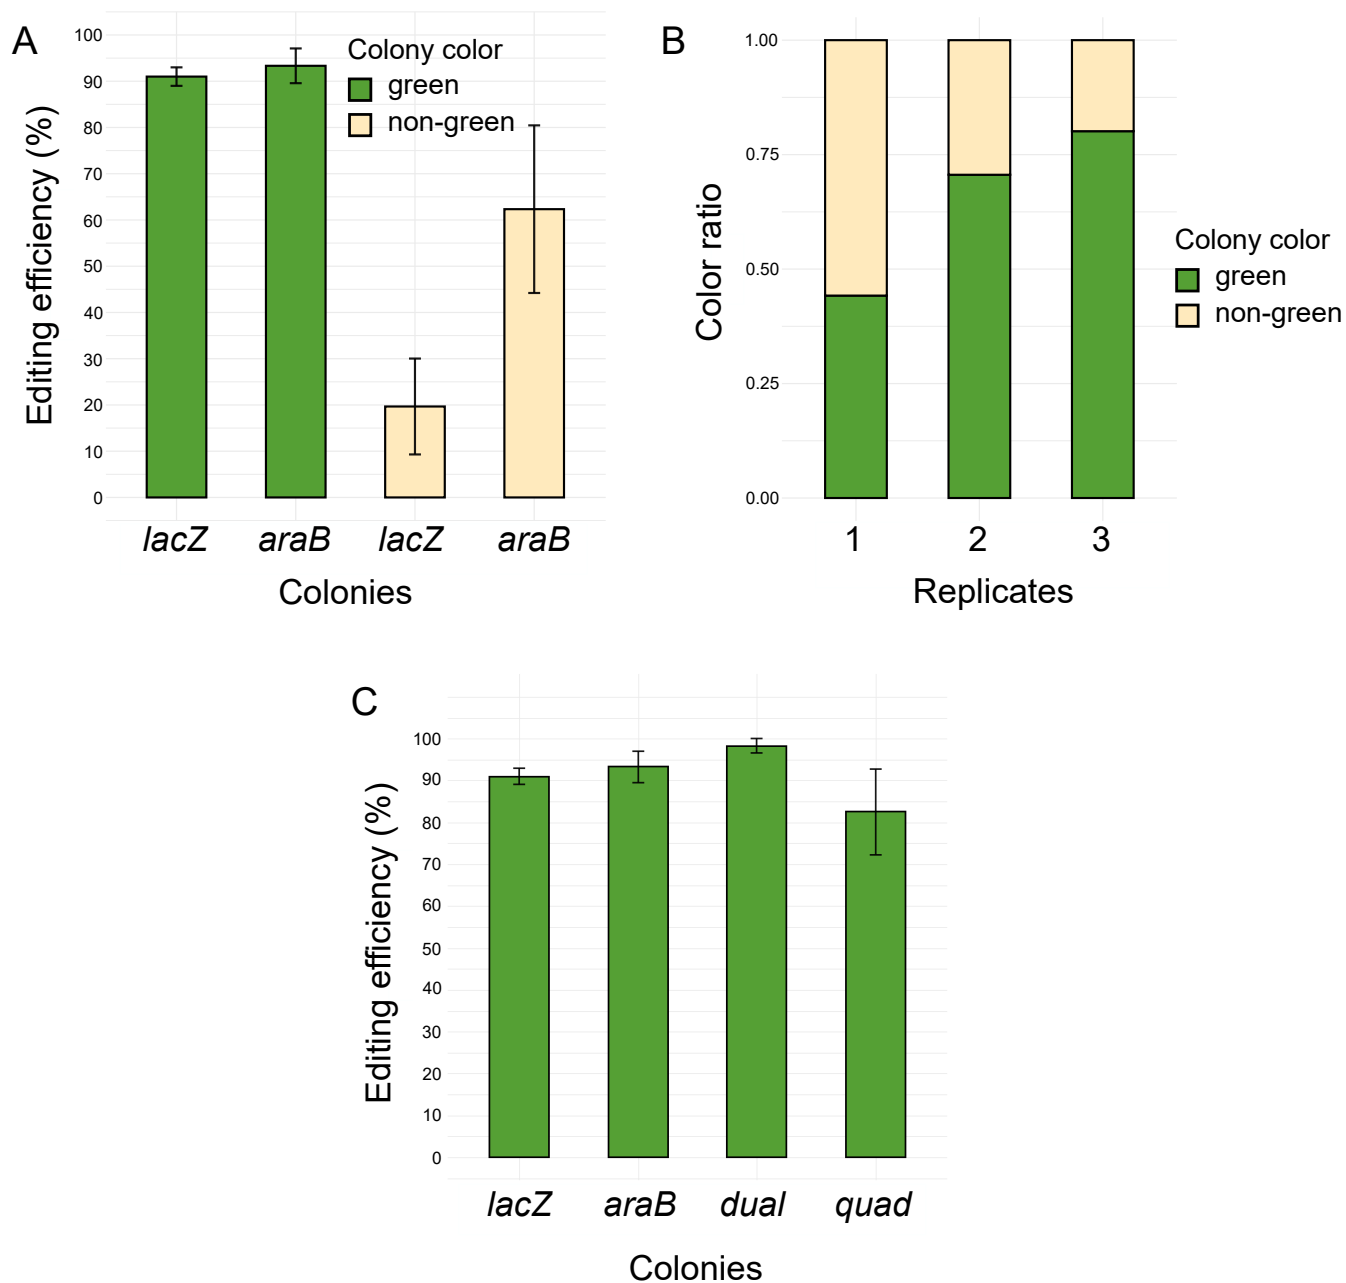 A
Colony color
green
non-green
Editing efficiency (%)
100
90
80
70
60
50
40
30
20
10
0
lacZ araB lacZ araB
Colonies
B
Color ratio
1.00
0.75
0.50
0.25
0.00
1 2 3
Replicates
Colony color
green
non-green
C
Editing efficiency (%)
100
90
80
70
60
50
40
30
20
10
0
lacZ araB dual quad
Colonies